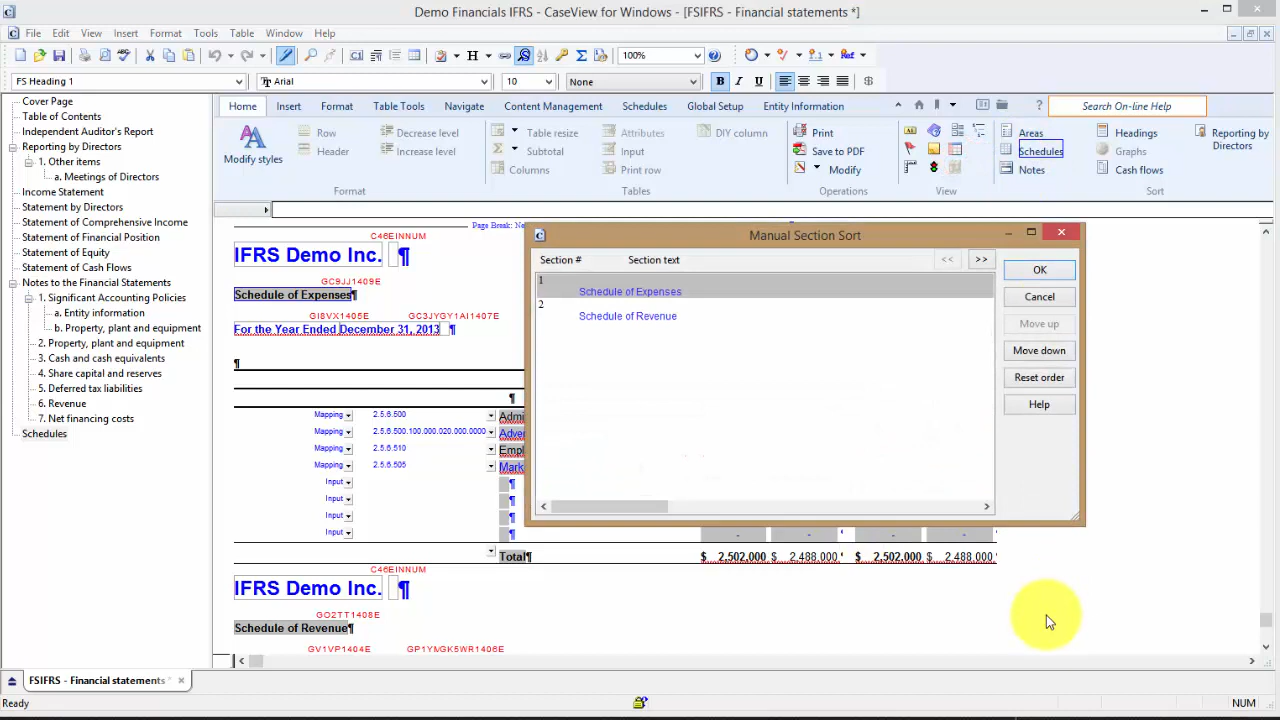 Demo Financials IFRS - CaseView for Windows - [FSIFRS - Financial statements *]
File Edit View Insert Format Tools Table Window Help
100%
Ref
FS Heading 1 Arial 10 None B I U
Home Insert Format Table Tools Navigate Content Management Schedules Global Setup Entity Information Search On-line Help
Modify styles
Row
Header
Decrease level
Increase level
Format
Table resize
Subtotal
Columns
Attributes
Input
Print row
DIY column
Tables
Print
Save to PDF
Modify
Operations
View
Areas
Schedules
Notes
Headings
Graphs
Cash flows
Reporting by
Directors
Sort
Cover Page
Table of Contents
Independent Auditor's Report
Reporting by Directors
1. Other items
a. Meetings of Directors
Income Statement
Statement by Directors
Statement of Comprehensive Income
Statement of Financial Position
Statement of Equity
Statement of Cash Flows
Notes to the Financial Statements
1. Significant Accounting Policies
a. Entity information
b. Property, plant and equipment
2. Property, plant and equipment
3. Cash and cash equivalents
4. Share capital and reserves
5. Deferred tax liabilities
6. Revenue
7. Net financing costs
Schedules
Page Break: Ne
C46EINNUM
IFRS Demo Inc. ¶
GC9JJ1409E
Schedule of Expenses¶
GI8VX1405E GC3JYGY1AI1407E
For the Year Ended December 31, 2013 ¶
¶
¶
Mapping 2.5.6.500 Admi
Mapping 2.5.6.500.100.000.020.000.0000 Adver
Mapping 2.5.6.510 Empl
Mapping 2.5.6.505 Mark
Input ¶
Input ¶
Input ¶
Input ¶ - - - -
Total¶ $ 2,502,000 $ 2,488,000 $ 2,502,000 $ 2,488,000
C46EINNUM
IFRS Demo Inc. ¶
GO2TT1408E
Schedule of Revenue¶
GV1VP1404E GP1YMGK5WR1406E
Manual Section Sort
Section # Section text << >>
1
Schedule of Expenses
2
Schedule of Revenue
OK
Cancel
Move up
Move down
Reset order
Help
FSIFRS - Financial statements *
Ready NUM